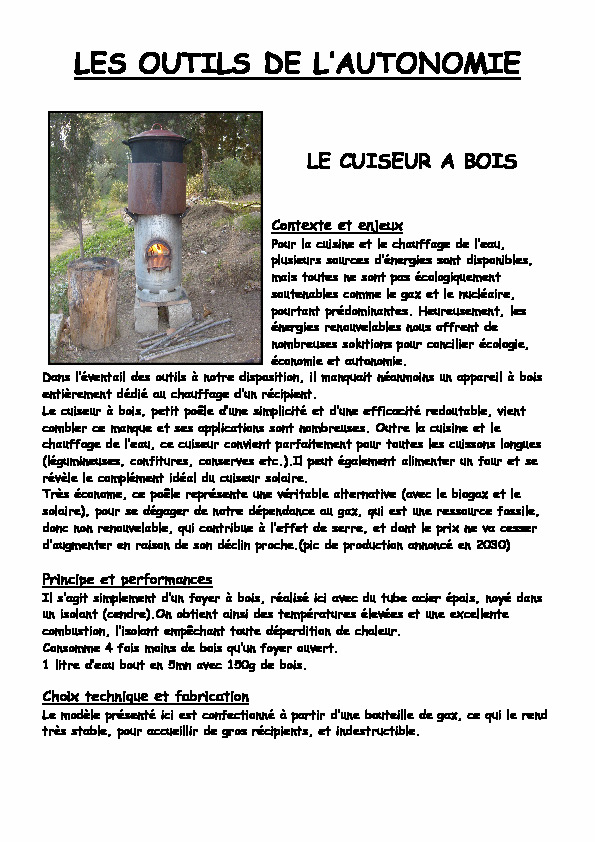 LES OUTILS DE L'AUTONOMIE
LE CUISEUR A BOIS
Contexte et enjeux
Pour la cuisine et le chauffage de l'eau,
plusieurs sources d'énergies sont disponibles,
mais toutes ne sont pas écologiquement
soutenables comme le gax et le nucléaire,
pourtant prédominantes. Heureusement, les
énergies renouvelables nous offrent de
nombreuses solutions pour concilier écologie,
économie et autonomie.
Dans l'éventail des outils à notre disposition, il manquait néanmoins un appareil à bois
entièrement dédié au chauffage d'un récipient.
Le cuiseur à bois, petit poêle d'une simplicité et d'une efficacité redoutable, vient
combler ce manque et ses applications sont nombreuses. Outre la cuisine et le
chauffage de l'eau, ce cuiseur convient parfaitement pour toutes les cuissons longues
(légumineuses, confitures, conserves etc.).Il peut également alimenter un four et se
révèle le complément idéal du cuiseur solaire.
Très économe, ce poêle représente une véritable alternative (avec le biogax et le
solaire), pour se dégager de notre dépendance au gax, qui est une ressource fossile,
donc non renouvelable, qui contribue à l'effet de serre, et dont le prix ne va cesser
d'augmenter en raison de son déclin proche.(pic de production annoncé en 2030)
Principe et performances
Il s'agit simplement d'un foyer à bois, réalisé ici avec du tube acier épais, noyé dans
un isolant (cendre).On obtient ainsi des températures élevées et une excellente
combustion, l'isolant empêchant toute déperdition de chaleur.
Consomme 4 fois moins de bois qu'un foyer ouvert.
1 litre d'eau bout en 5mn avec 150g de bois.
Choix technique et fabrication
Le modèle présenté ici est confectionné à partir d'une bouteille de gax, ce qui le rend
très stable, pour accueillir de gros récipients, et indestructible.